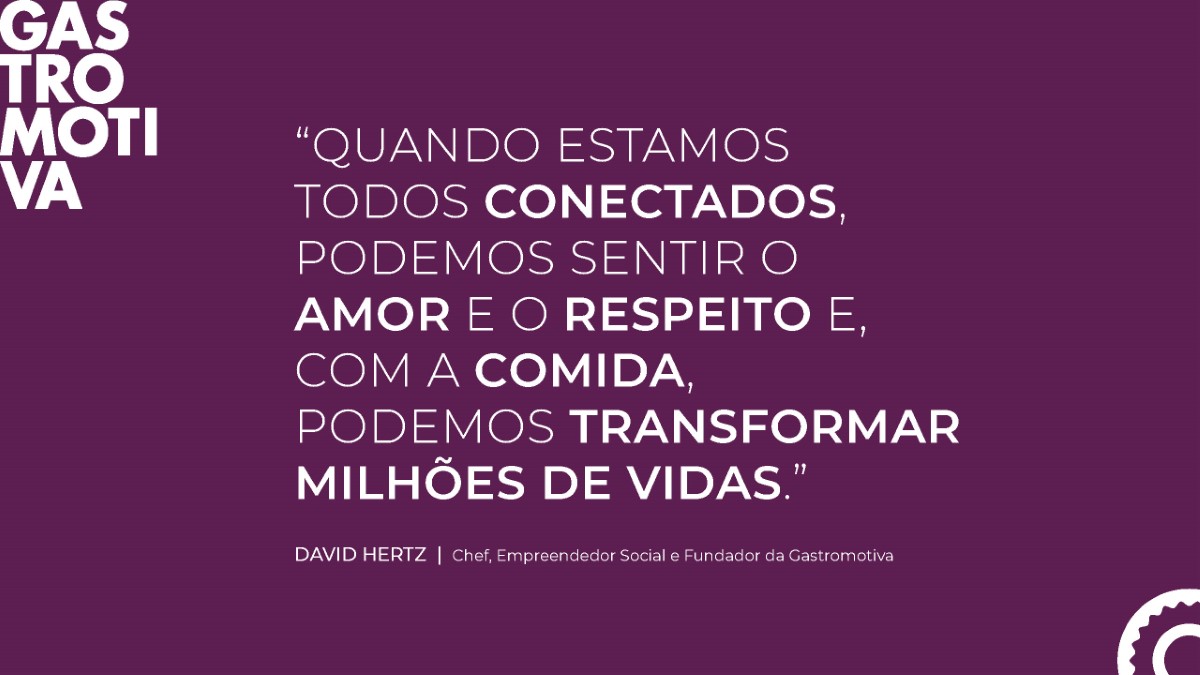 GAS
TRO
MOTI
VA
“QUANDO ESTAMOS
TODOS CONECTADOS,
PODEMOS SENTIR O
AMOR E O RESPEITO E,
COM A COMIDA,
PODEMOS TRANSFORMAR
MILHÕES DE VIDAS.”
DAVID HERTZ | Chef, Empreendedor Social e Fundador da Gastromotiva